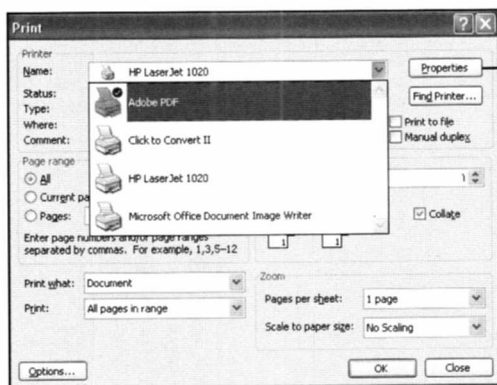 Print
Printer
Name:
HP LaserJet 1020
Properties
Status:
Adobe PDF
Find Printer...
Type:
Where:
Print to file
Comment:
Click to Convert II
Manual duplex
Page range
All
HP LaserJet 1020
1
Current pa
Pages:
Microsoft Office Document Image Writer
Collate
Enter page numbers and/or page ranges
separated by commas. For example, 1,3,5–12
1
1
Print what:
Document
Zoom
Print:
All pages in range
Pages per sheet:
1 page
Scale to paper size:
No Scaling
Options...
OK
Close